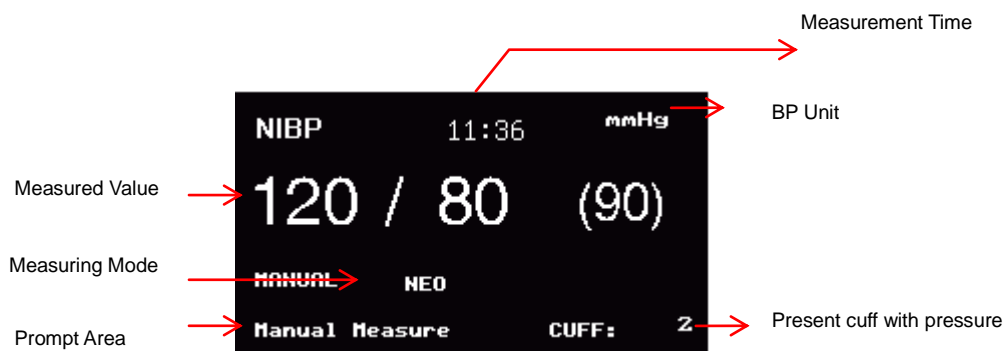 Measurement Time
NIBP 11:36 mmHg
BP Unit
Measured Value
120 / 80 (90)
Measuring Mode
MANUAL NEO
Prompt Area
Manual Measure CUFF: 2
Present cuff with pressure